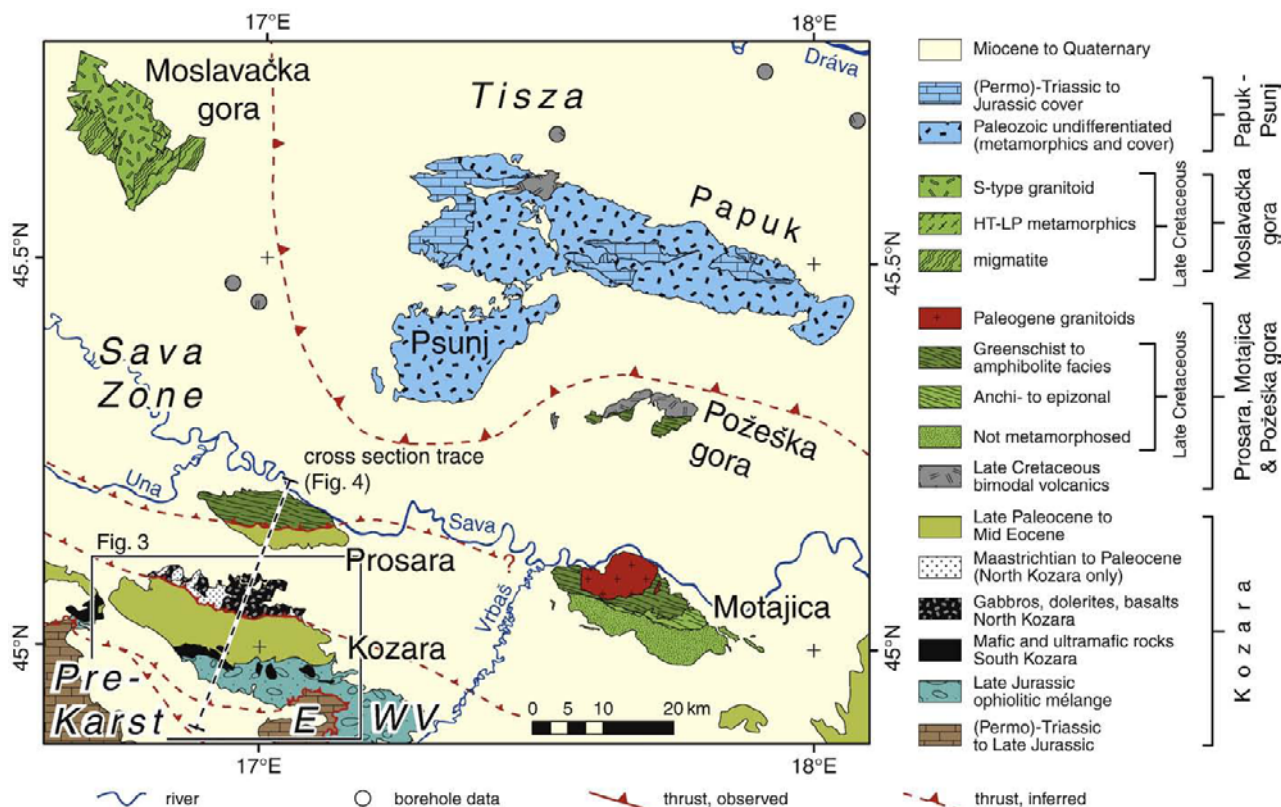 17°E
18°E
Moslavačka
gora
Tisza
Dráva
Papuk
45.5°N
45.5°N
Psunj
Sava
Zone
Požeška
gora
cross section trace
(Fig. 4)
Una
Sava
Prosara
?
Fig. 3
Vrbaš
Motajica
Kozara
45°N
45°N
Pre-
Karst
E
WV
0 5 10 20 km
17°E
18°E
Miocene to Quaternary
(Permo)-Triassic to
Jurassic cover
Paleozoic undifferentiated
(metamorphics and cover)
Papuk -
Psunj
S-type granitoid
HT-LP metamorphics
migmatite
Late Cretaceous
Moslavačka
gora
Paleogene granitoids
Greenschist to
amphibolite facies
Anchi- to epizonal
Not metamorphosed
Late Cretaceous
Late Cretaceous
bimodal volcanics
Prosara, Motajica
& Požeška gora
Late Paleocene to
Mid Eocene
Maastrichtian to Paleocene
(North Kozara only)
Gabbros, dolerites, basalts
North Kozara
Mafic and ultramafic rocks
South Kozara
Late Jurassic
ophiolitic mélange
(Permo)-Triassic
to Late Jurassic
Kozara
river
borehole data
thrust, observed
thrust, inferred